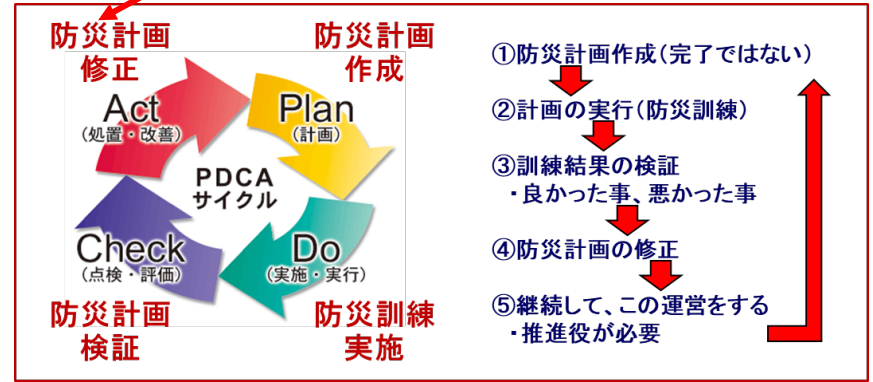 防災計画
修正
防災計画
作成
Act
(処置・改善)
Plan
(計画)
PDCA
サイクル
Check
(点検・評価)
Do
(実施・実行)
防災計画
検証
防災訓練
実施
①防災計画作成(完了ではない)
②計画の実行(防災訓練)
③訓練結果の検証
・良かった事、悪かった事
④防災計画の修正
⑤継続して、この運営をする
・推進役が必要